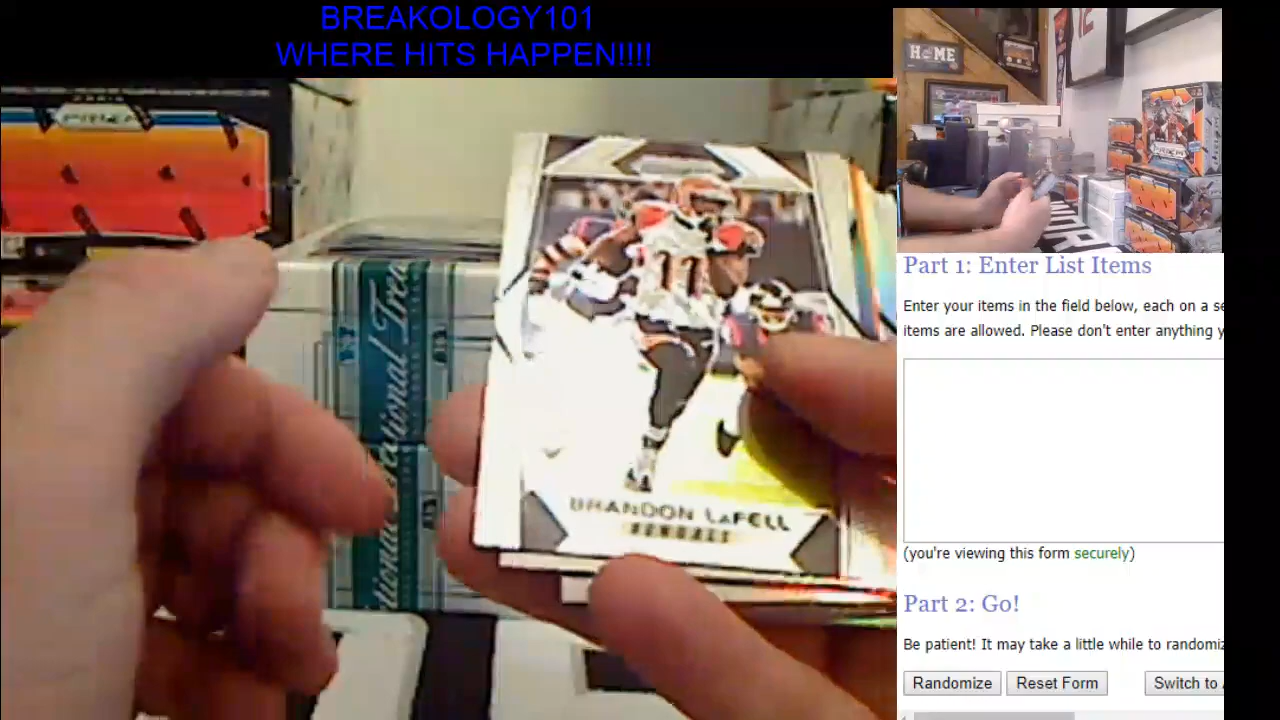 BREAKOLOGY101
WHERE HITS HAPPEN!!!!
HOME
PRIZM
11
BRANDON LaFELL
BENGALS
Part 1: Enter List Items
Enter your items in the field below, each on a se
items are allowed. Please don't enter anything y
(you're viewing this form securely)
Part 2: Go!
Be patient! It may take a little while to randomiz
Randomize
Reset Form
Switch to